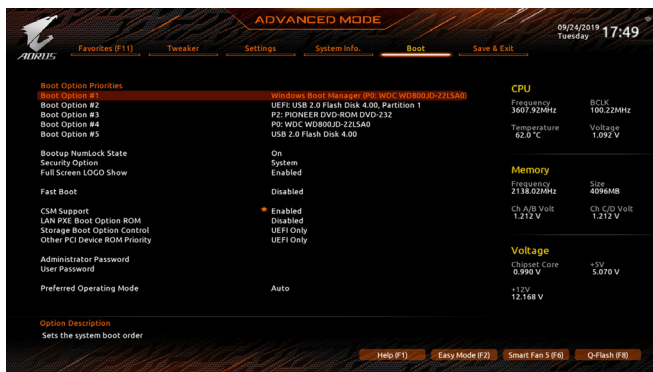 ADVANCED MODE
09/24/2019 Tuesday 17:49
AORUS
Favorites (F11) Tweaker Settings System Info. Boot Save & Exit
Boot Option Priorities
Boot Option #1 Windows Boot Manager (P0: WDC WD800JD-22LSA0)
Boot Option #2 UEFI: USB 2.0 Flash Disk 4.00, Partition 1
Boot Option #3 P2: PIONEER DVD-ROM DVD-232
Boot Option #4 P0: WDC WD800JD-22LSA0
Boot Option #5 USB 2.0 Flash Disk 4.00
Bootup NumLock State On
Security Option System
Full Screen LOGO Show Enabled
Fast Boot Disabled
CSM Support Enabled
LAN PXE Boot Option ROM Disabled
Storage Boot Option Control UEFI Only
Other PCI Device ROM Priority UEFI Only
Administrator Password
User Password
Preferred Operating Mode Auto
CPU
Frequency BCLK
3607.92MHz 100.22MHz
Temperature Voltage
62.0 °C 1.092 V
Memory
Frequency Size
2138.02MHz 4096MB
Ch A/B Volt Ch C/D Volt
1.212 V 1.212 V
Voltage
Chipset Core +5V
0.990 V 5.070 V
+12V
12.168 V
Option Description
Sets the system boot order
Help (F1) Easy Mode (F2) Smart Fan 5 (F6) Q-Flash (F8)